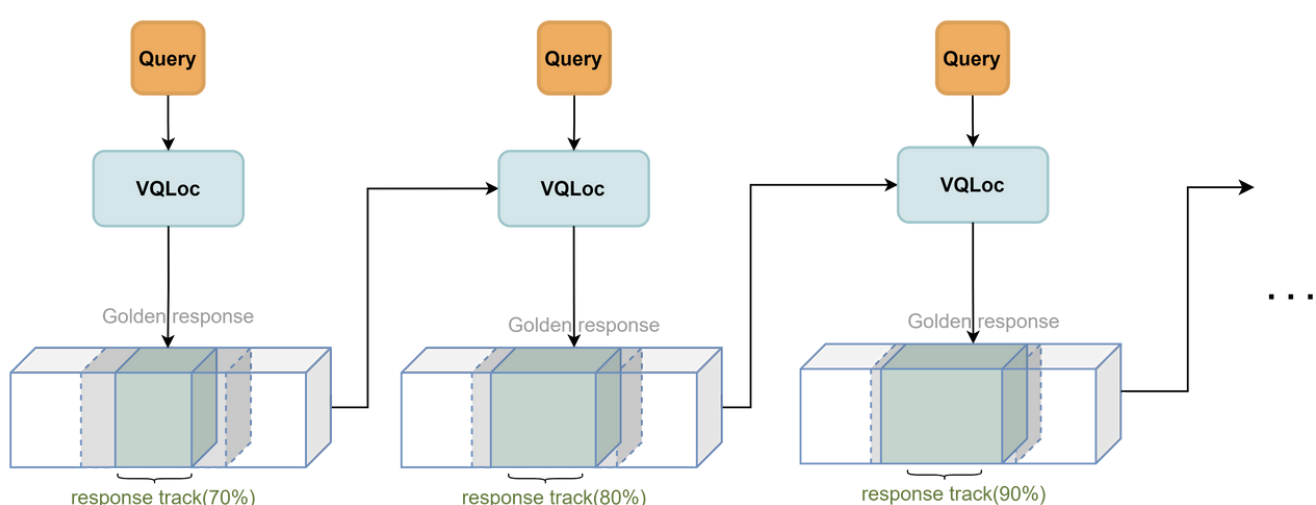 Query
Query
Query
VQLoc
VQLoc
VQLoc
Golden response
Golden response
Golden response
...
response track(70%)
response track(80%)
response track(90%)